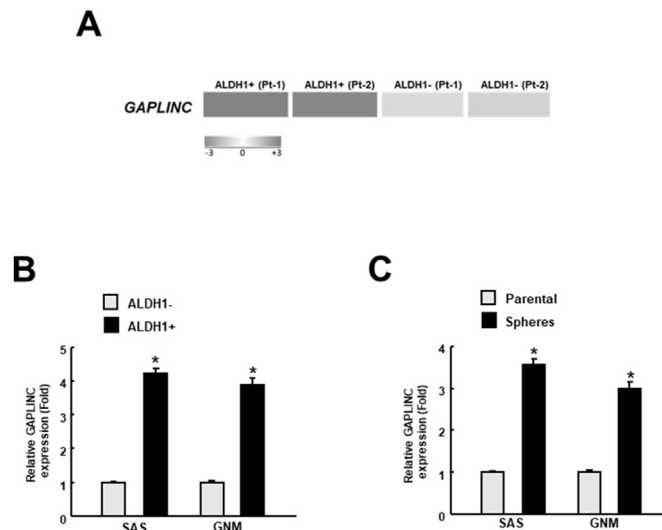 A
ALDH1+ (Pt-1) ALDH1+ (Pt-2) ALDH1- (Pt-1) ALDH1- (Pt-2)
GAPLINC
-3 0 +3
B
ALDH1-
ALDH1+
Relative GAPLINC
expression (Fold)
5
4
3
2
1
0
*
*
SAS GNM
C
Parental
Spheres
Relative GAPLINC
expression (Fold)
4
3
2
1
0
*
*
SAS GNM